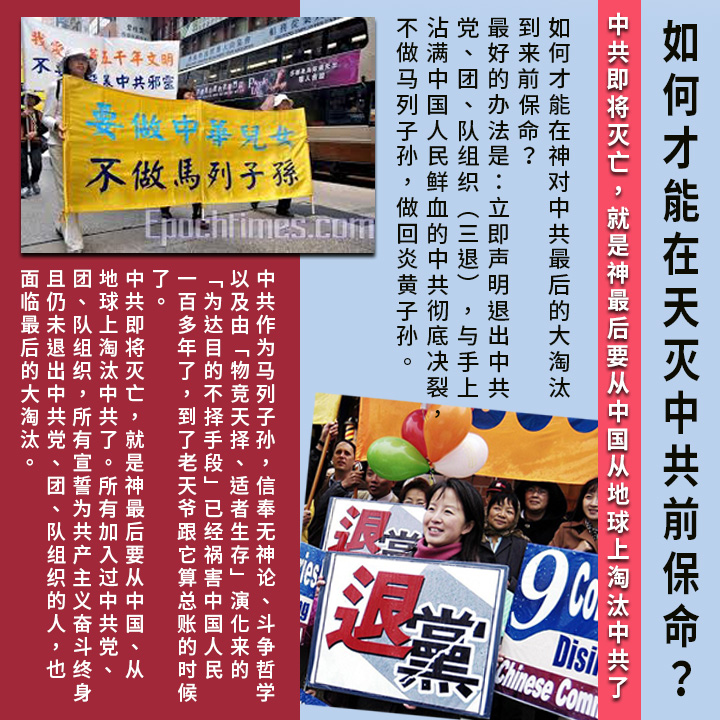 如何才能在天灭中共前保命？
中共即将灭亡，就是神最后要从中国从地球上淘汰中共了
如何才能在神对中共最后的大淘汰
到来前保命？
最好的办法是：立即声明退出中共
党、团、队组织（三退），与手上
沾满中国人民鲜血的中共彻底决裂，
不做马列子孙，做回炎黄子孙。
五千年文明
中共邪靈
要做中華兒女
不做馬列子孫
Epochtimes.com
中共作为马列子孙，信奉无神论、斗争哲学
以及由「物竞天择、适者生存」演化来的
「为达目的不择手段」已经祸害中国人民
一百多年了，到了老天爷跟它算总账的时候
了。
中共即将灭亡，就是神最后要从中国、从
地球上淘汰中共了。所有加入过中共党、
团、队组织，所有宣誓为共产主义奋斗终身
且仍未退出中共党、团、队组织的人，也
面临最后的大淘汰。
退黨
退黨
9 Co
Disi
Chinese Comm